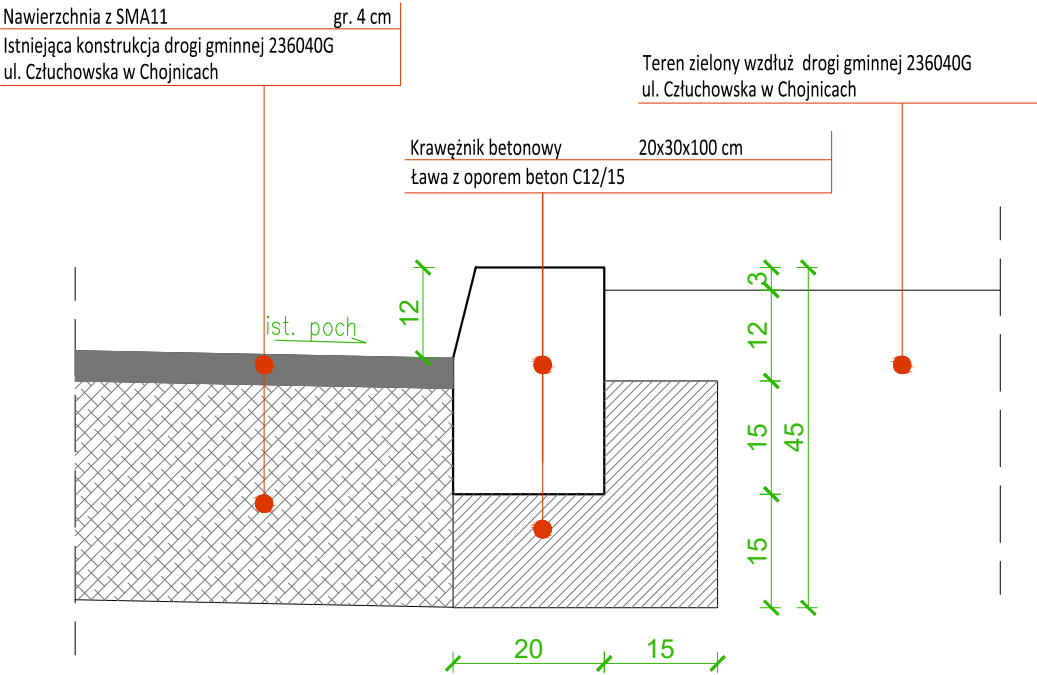 Nawierzchnia z SMA11 gr. 4 cm
Istniejąca konstrukcja drogi gminnej 236040G
ul. Człuchowska w Chojnicach
Teren zielony wzdłuż drogi gminnej 236040G
ul. Człuchowska w Chojnicach
Krawężnik betonowy 20x30x100 cm
Ława z oporem beton C12/15
12
ist. poch
3
12
15
45
15
20
15